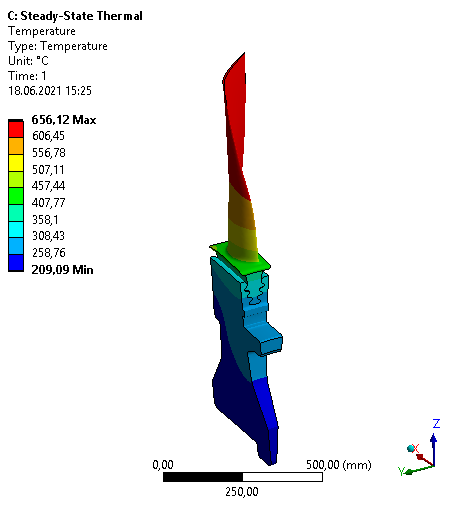 C: Steady-State Thermal
Temperature
Type: Temperature
Unit: °C
Time: 1
18.06.2021 15:25
656,12 Max
606,45
556,78
507,11
457,44
407,77
358,1
308,43
258,76
209,09 Min
0,00
500,00 (mm)
250,00
Z
X
Y